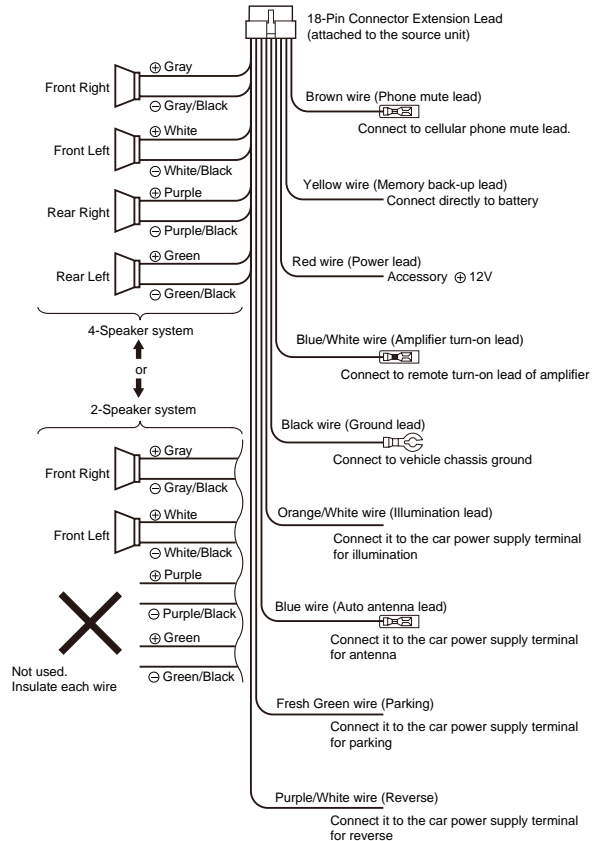 18-Pin Connector Extension Lead
(attached to the source unit)
Front Right
⊕ Gray
⊖ Gray/Black
Front Left
⊕ White
⊖ White/Black
Rear Right
⊕ Purple
⊖ Purple/Black
Rear Left
⊕ Green
⊖ Green/Black
4-Speaker system
or
2-Speaker system
Front Right
⊕ Gray
⊖ Gray/Black
Front Left
⊕ White
⊖ White/Black
⊕ Purple
⊖ Purple/Black
⊕ Green
⊖ Green/Black
Not used.
Insulate each wire
Brown wire (Phone mute lead)
Connect to cellular phone mute lead.
Yellow wire (Memory back-up lead)
Connect directly to battery
Red wire (Power lead)
Accessory ⊕ 12V
Blue/White wire (Amplifier turn-on lead)
Connect to remote turn-on lead of amplifier
Black wire (Ground lead)
Connect to vehicle chassis ground
Orange/White wire (Illumination lead)
Connect it to the car power supply terminal
for illumination
Blue wire (Auto antenna lead)
Connect it to the car power supply terminal
for antenna
Fresh Green wire (Parking)
Connect it to the car power supply terminal
for parking
Purple/White wire (Reverse)
Connect it to the car power supply terminal
for reverse